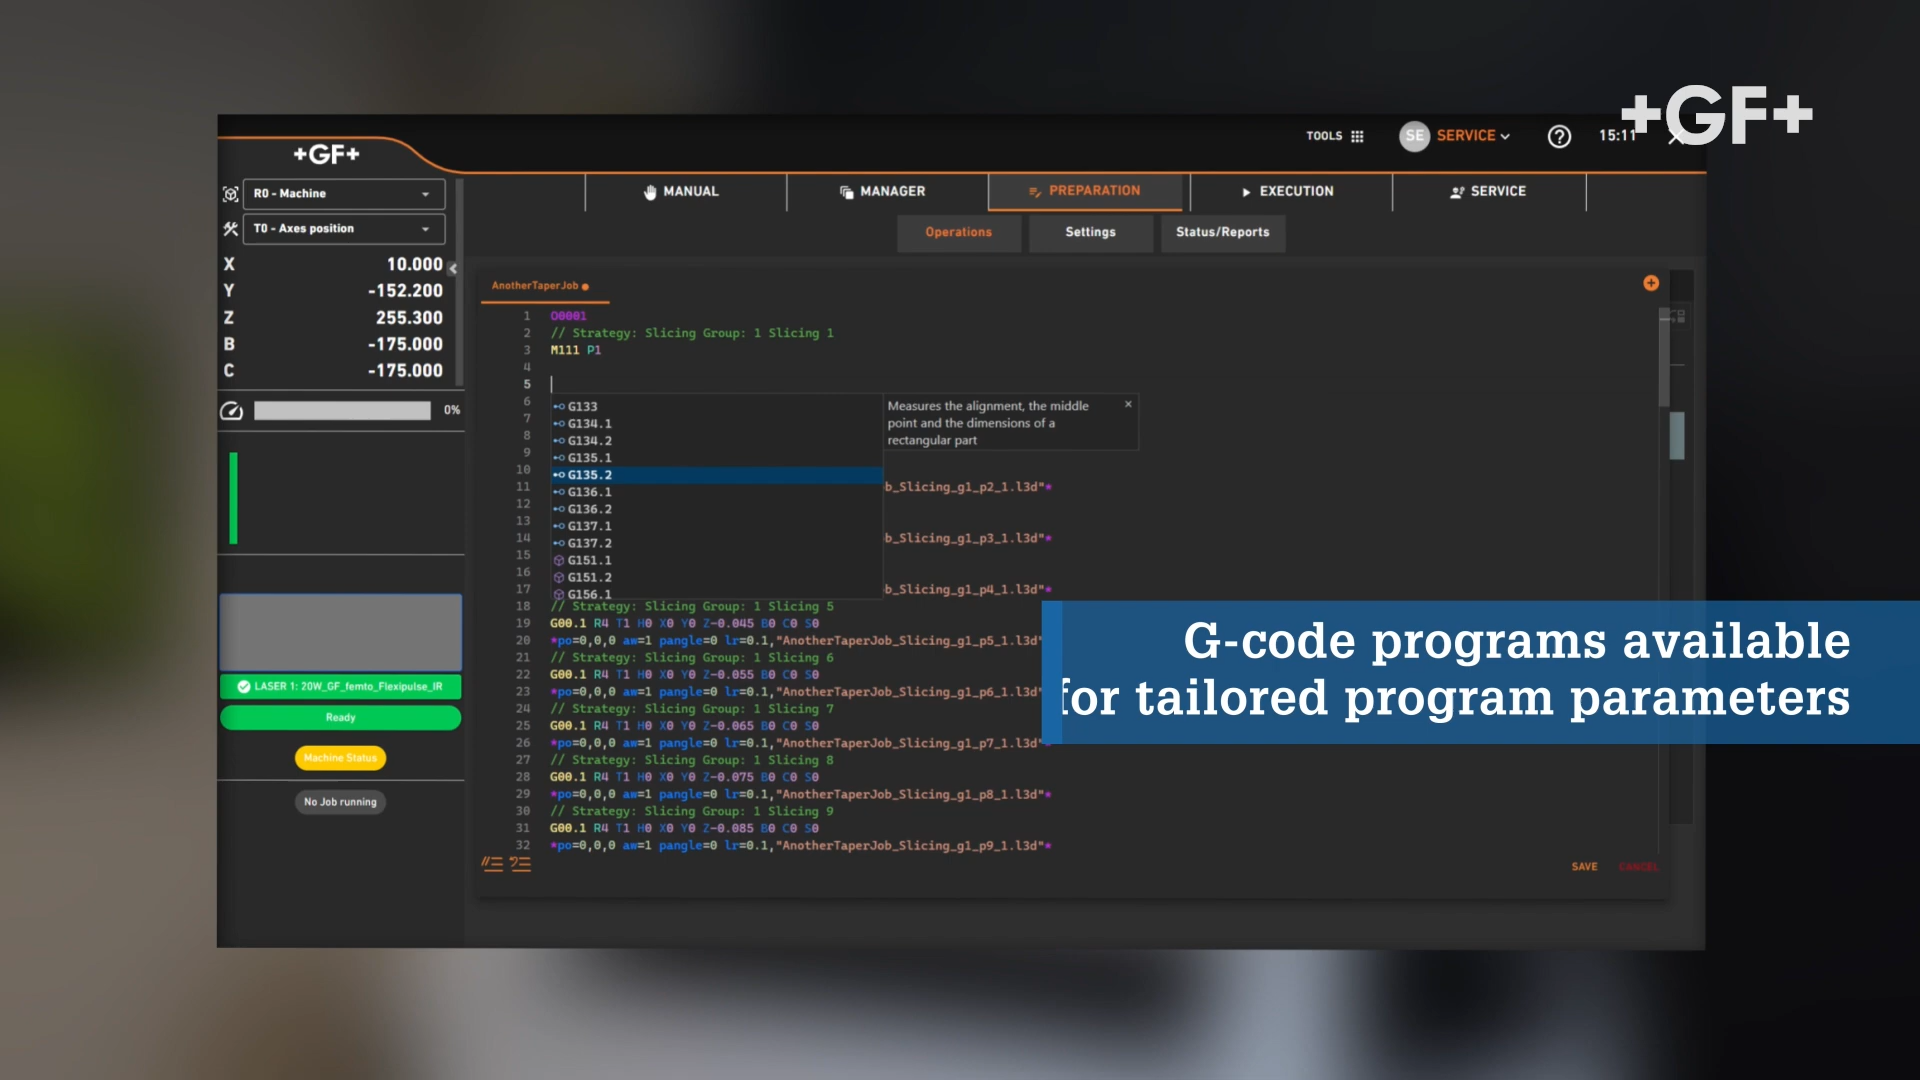 +GF+
+GF+
TOOLS
SE SERVICE
15:11
MANUAL
MANAGER
PREPARATION
EXECUTION
SERVICE
Operations
Settings
Status/Reports
R0 - Machine
T0 - Axes position
X 10.000
Y -152.200
Z 255.300
B -175.000
C -175.000
0%
LASER 1: 20W_GF_femto_Flexipulse_IR
Ready
Machine Status
No Job running
AnotherTaperJob
1 O0001
2 // Strategy: Slicing Group: 1 Slicing 1
3 M111 P1
4
5
6
7
8
9
10
11 b_Slicing_g1_p2_1.l3d"*
12
13
14 b_Slicing_g1_p3_1.l3d"*
15
16
17 b_Slicing_g1_p4_1.l3d"*
G133
G134.1
G134.2
G135.1
G135.2
G136.1
G136.2
G137.1
G137.2
G151.1
G151.2
G156.1
Measures the alignment, the middle
point and the dimensions of a
rectangular part
18 // Strategy: Slicing Group: 1 Slicing 5
19 G00.1 R4 T1 H0 X0 Y0 Z-0.045 B0 C0 S0
20 *po=0,0,0 aw=1 pangle=0 lr=0.1,"AnotherTaperJob_Slicing_g1_p5_1.l3d"
21 // Strategy: Slicing Group: 1 Slicing 6
22 G00.1 R4 T1 H0 X0 Y0 Z-0.055 B0 C0 S0
23 *po=0,0,0 aw=1 pangle=0 lr=0.1,"AnotherTaperJob_Slicing_g1_p6_1.l3d"
24 // Strategy: Slicing Group: 1 Slicing 7
25 G00.1 R4 T1 H0 X0 Y0 Z-0.065 B0 C0 S0
26 *po=0,0,0 aw=1 pangle=0 lr=0.1,"AnotherTaperJob_Slicing_g1_p7_1.l3d"*
27 // Strategy: Slicing Group: 1 Slicing 8
28 G00.1 R4 T1 H0 X0 Y0 Z-0.075 B0 C0 S0
29 *po=0,0,0 aw=1 pangle=0 lr=0.1,"AnotherTaperJob_Slicing_g1_p8_1.l3d"*
30 // Strategy: Slicing Group: 1 Slicing 9
31 G00.1 R4 T1 H0 X0 Y0 Z-0.085 B0 C0 S0
32 *po=0,0,0 aw=1 pangle=0 lr=0.1,"AnotherTaperJob_Slicing_g1_p9_1.l3d"*
SAVE
CANCEL
G-code programs available
for tailored program parameters